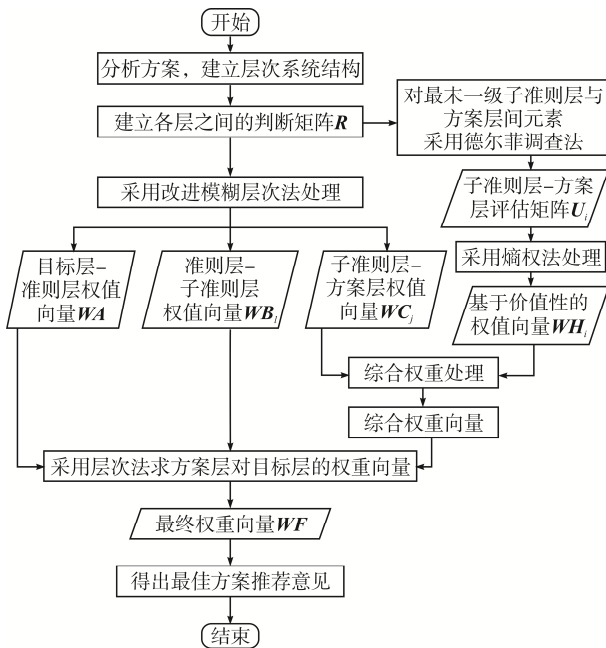 开始
分析方案，建立层次系统结构
建立各层之间的判断矩阵R
对最末一级子准则层与
方案层间元素
采用德尔菲调查法
采用改进模糊层次法处理
子准则层-方案
层评估矩阵Ui
采用熵权法处理
目标层-
准则层权值
向量WA
准则层-
子准则层
权值向量WBi
子准则层-
方案层权值
向量WCj
基于价值性的
权值向量WHi
综合权重处理
综合权重向量
采用层次法求方案层对目标层的权重向量
最终权重向量WF
得出最佳方案推荐意见
结束